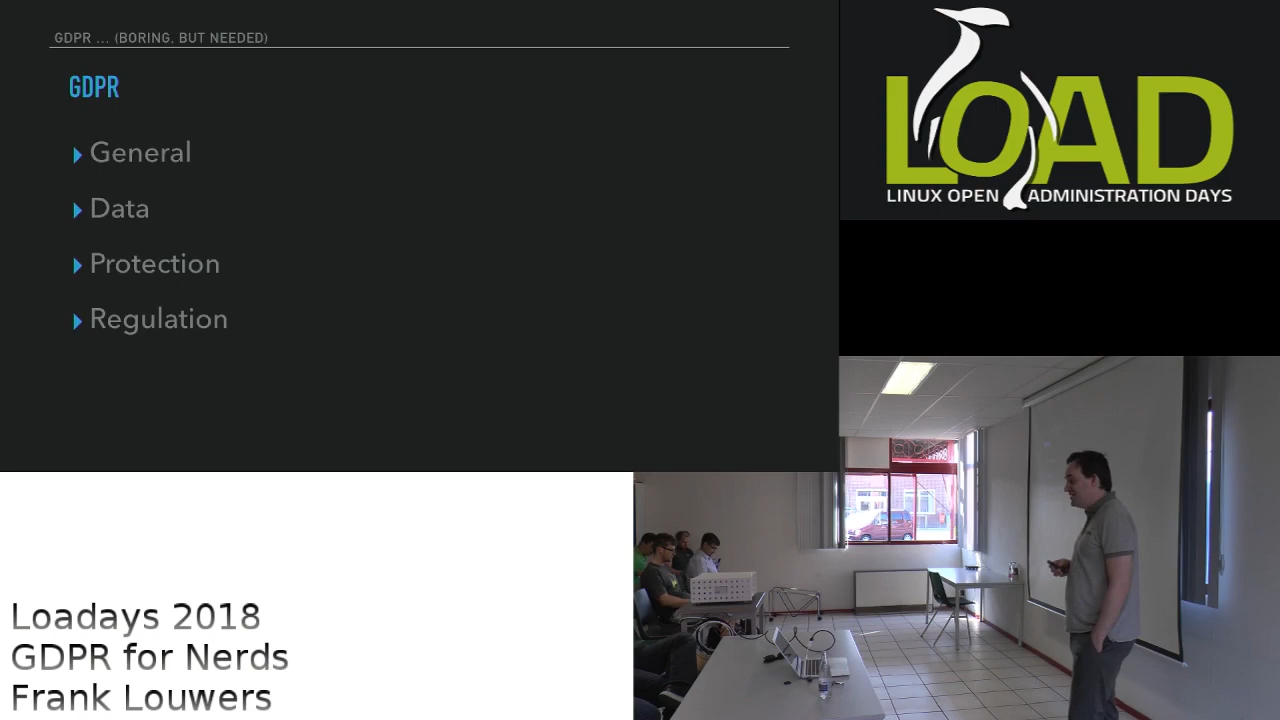 GDPR ... (BORING, BUT NEEDED)
GDPR
General
Data
Protection
Regulation
LOAD
LINUX OPEN ADMINISTRATION DAYS
Loadays 2018
GDPR for Nerds
Frank Louwers